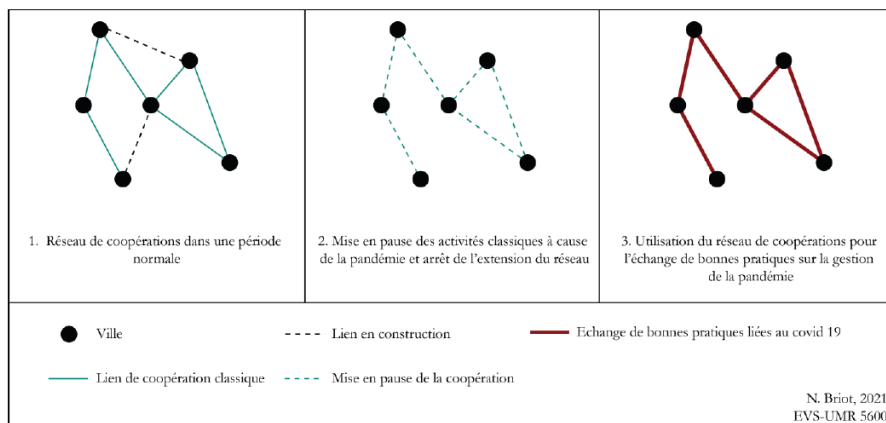 1. Réseau de coopérations dans une période
normale
2. Mise en pause des activités classiques à cause
de la pandémie et arrêt de l'extension du réseau
3. Utilisation du réseau de coopérations pour
l'échange de bonnes pratiques sur la gestion
de la pandémie
Ville
Lien en construction
Echange de bonnes pratiques liées au covid 19
Lien de coopération classique
Mise en pause de la coopération
N. Briot, 2021
EVS-UMR 5600